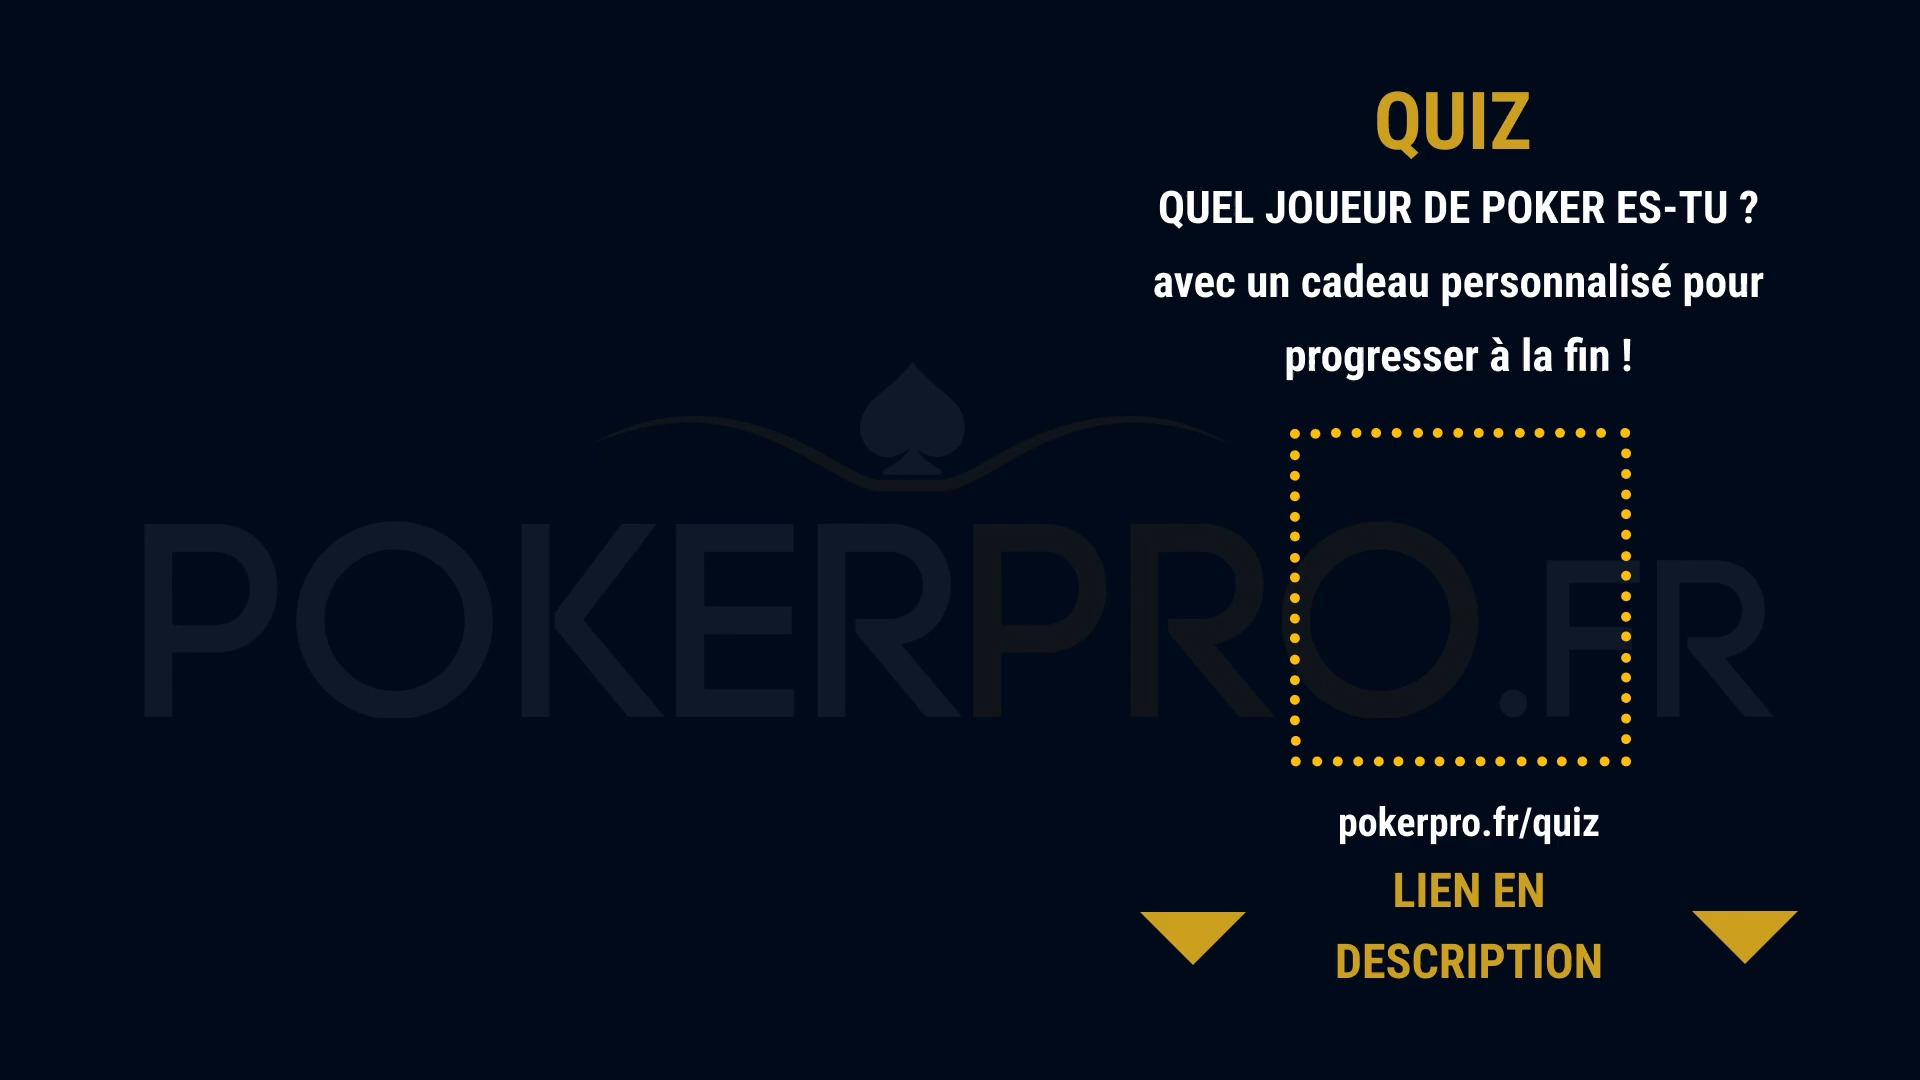 QUIZ
QUEL JOUEUR DE POKER ES-TU ?
avec un cadeau personnalisé pour
progresser à la fin !
POKERPRO.FR
pokerpro.fr/quiz
LIEN EN
DESCRIPTION